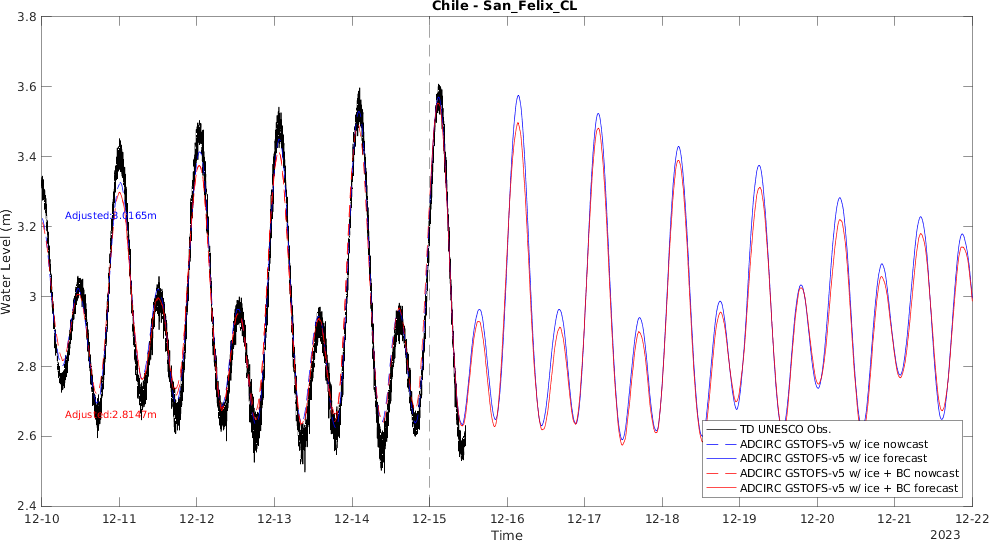 Chile - San_Felix_CL
3.8
3.6
3.4
3.2
3
2.8
2.6
2.4
Water Level (m)
Adjusted:3.0165m
Adjusted:2.8147m
TD UNESCO Obs.
ADCIRC GSTOFS-v5 w/ ice nowcast
ADCIRC GSTOFS-v5 w/ ice forecast
ADCIRC GSTOFS-v5 w/ ice + BC nowcast
ADCIRC GSTOFS-v5 w/ ice + BC forecast
12-10 12-11 12-12 12-13 12-14 12-15 12-16 12-17 12-18 12-19 12-20 12-21 12-22
Time
2023